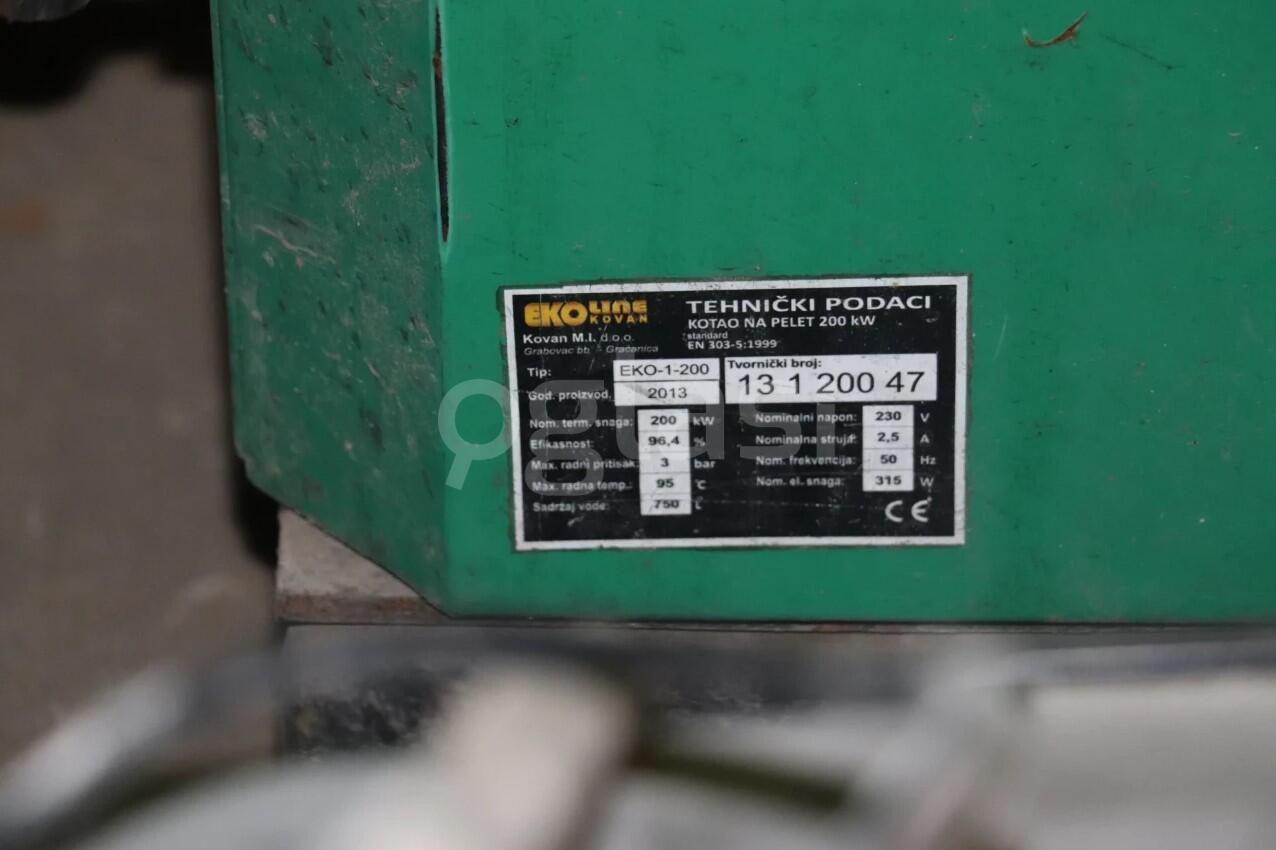 EKO LINE
KOVAN
Kovan M.I. d.o.o.
Grabovac bb - Gračanica
TEHNIČKI PODACI
KOTAO NA PELET 200 kW
standard
EN 303-5:1999
Tip: EKO-1-200
God. proizvod. 2013
Tvornički broj:
13 1 200 47
Nom. term. snaga: 200 kW
Efikasnost: 96,4 %
Max. radni pritisak: 3 bar
Max. radna temp.: 95 °C
Sadržaj vode: 750 L
Nominalni napon: 230 V
Nominalna struja: 2,5 A
Nom. frekvencija: 50 Hz
Nom. el. snaga: 315 W
CE
oglasi